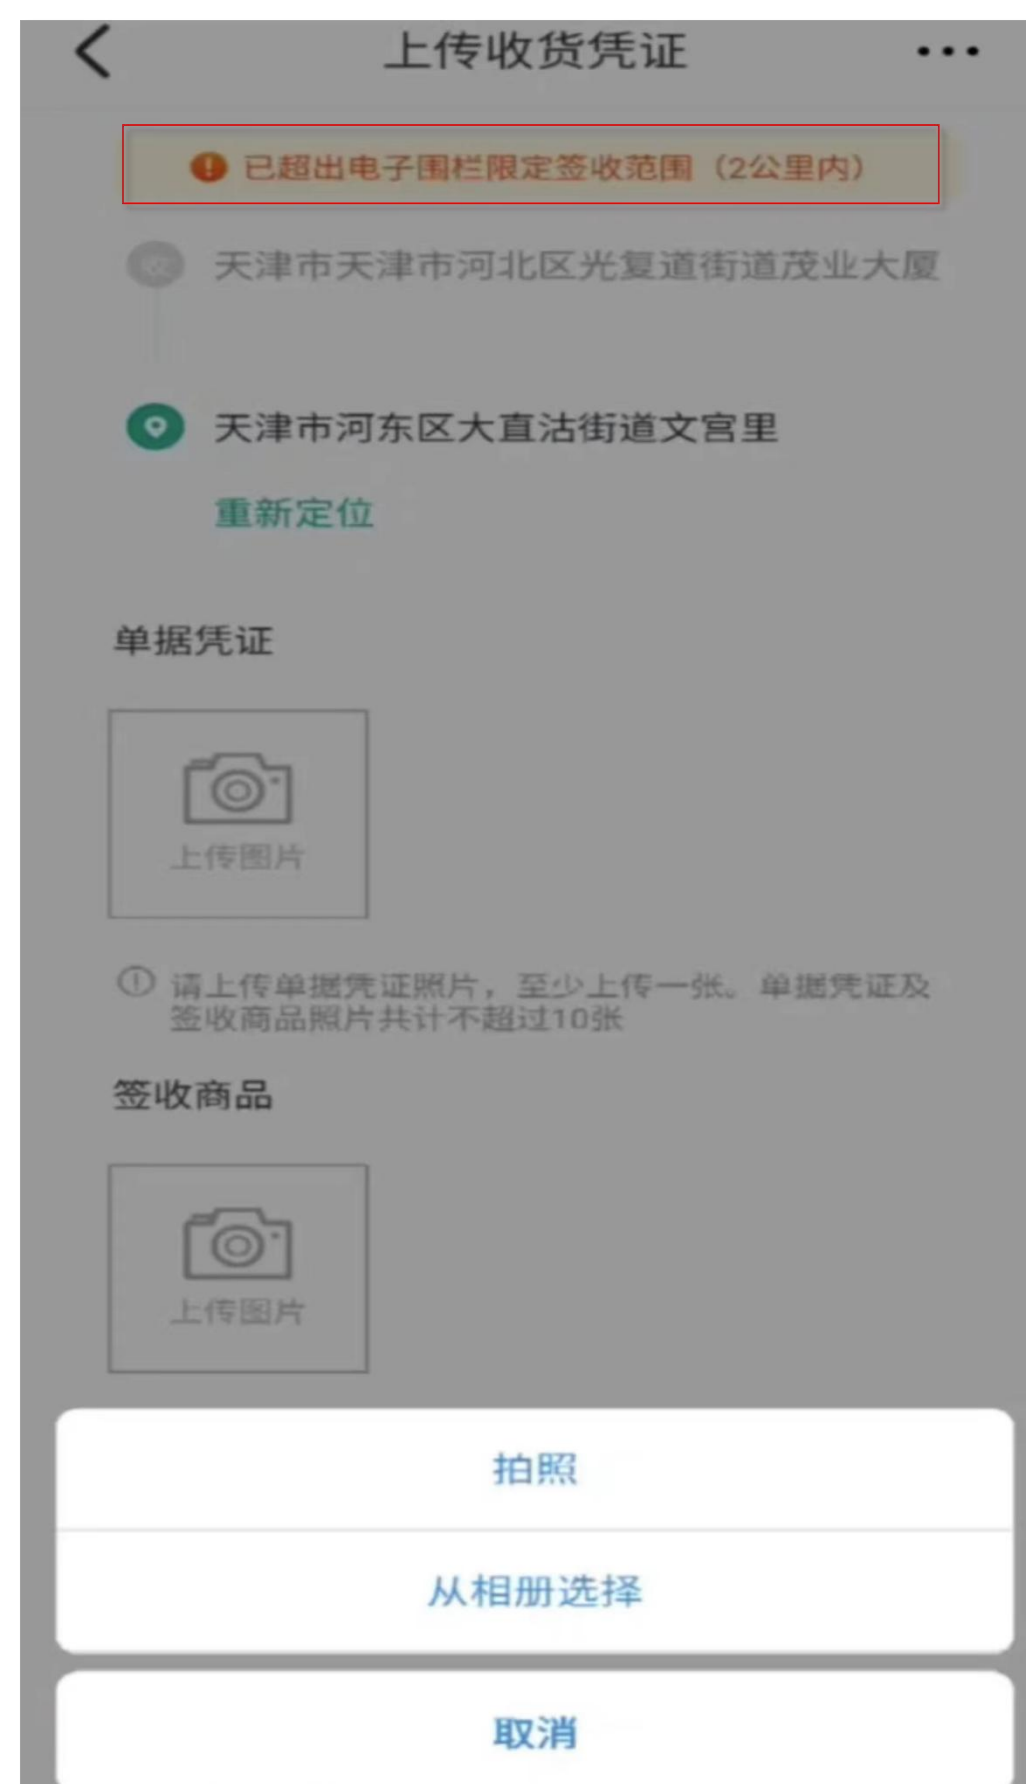 上传收货凭证
已超出电子围栏限定签收范围（2公里内）
收
天津市天津市河北区光复道街道茂业大厦
天津市河东区大直沽街道文宫里
重新定位
单据凭证
上传图片
请上传单据凭证照片，至少上传一张。单据凭证及
签收商品照片共计不超过10张
签收商品
上传图片
拍照
从相册选择
取消